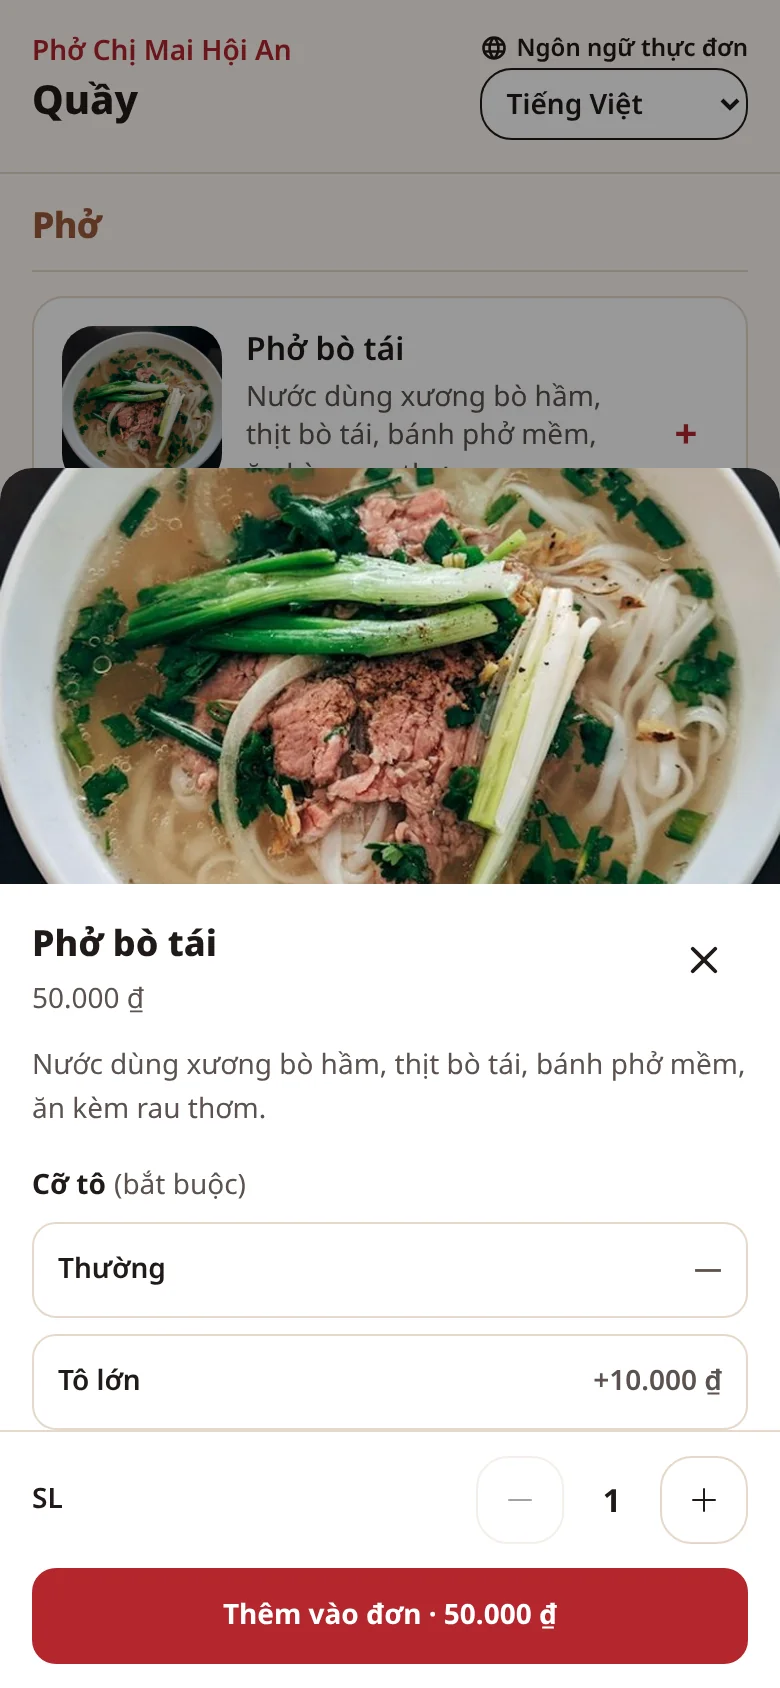 Phở Chị Mai Hội An
Quầy
Ngôn ngữ thực đơn
Tiếng Việt
Phở
Phở bò tái
Nước dùng xương bò hầm,
thịt bò tái, bánh phở mềm,
+
Phở bò tái
50.000 ₫
Nước dùng xương bò hầm, thịt bò tái, bánh phở mềm,
ăn kèm rau thơm.
Cỡ tô (bắt buộc)
Thường —
Tô lớn +10.000 ₫
SL
— 1 +
Thêm vào đơn · 50.000 ₫